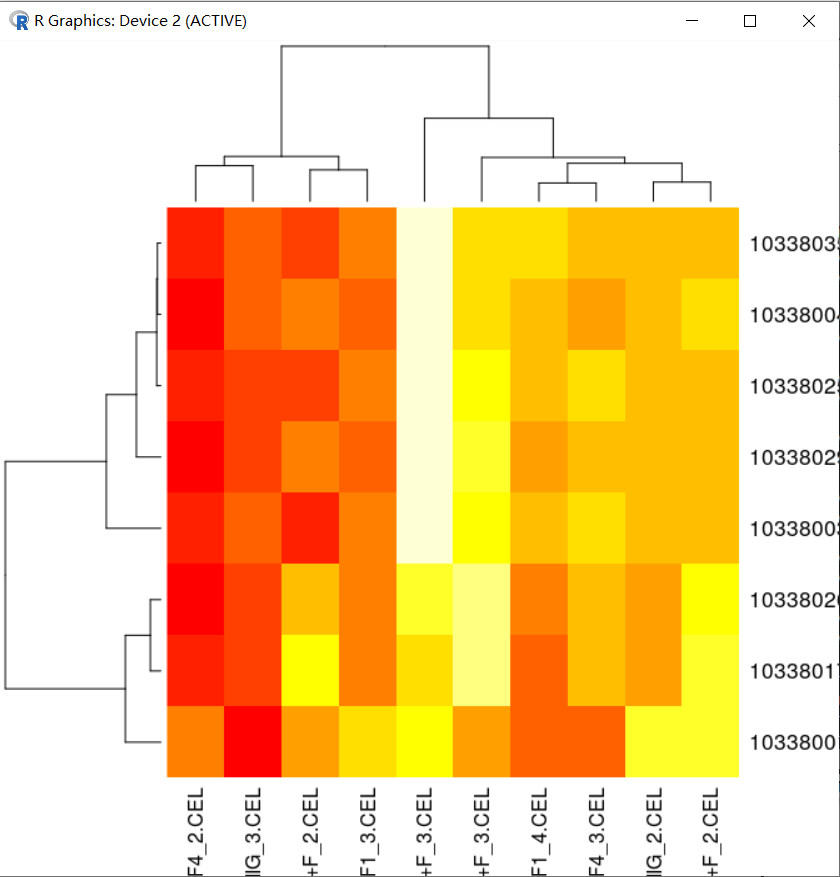 R Graphics: Device 2 (ACTIVE)
1033803
1033800
1033802
1033802
1033800
1033802
1033801
1033800
F4_2.CEL
IG_3.CEL
+F_2.CEL
F1_3.CEL
+F_3.CEL
+F_3.CEL
F1_4.CEL
F4_3.CEL
IG_2.CEL
+F_2.CEL